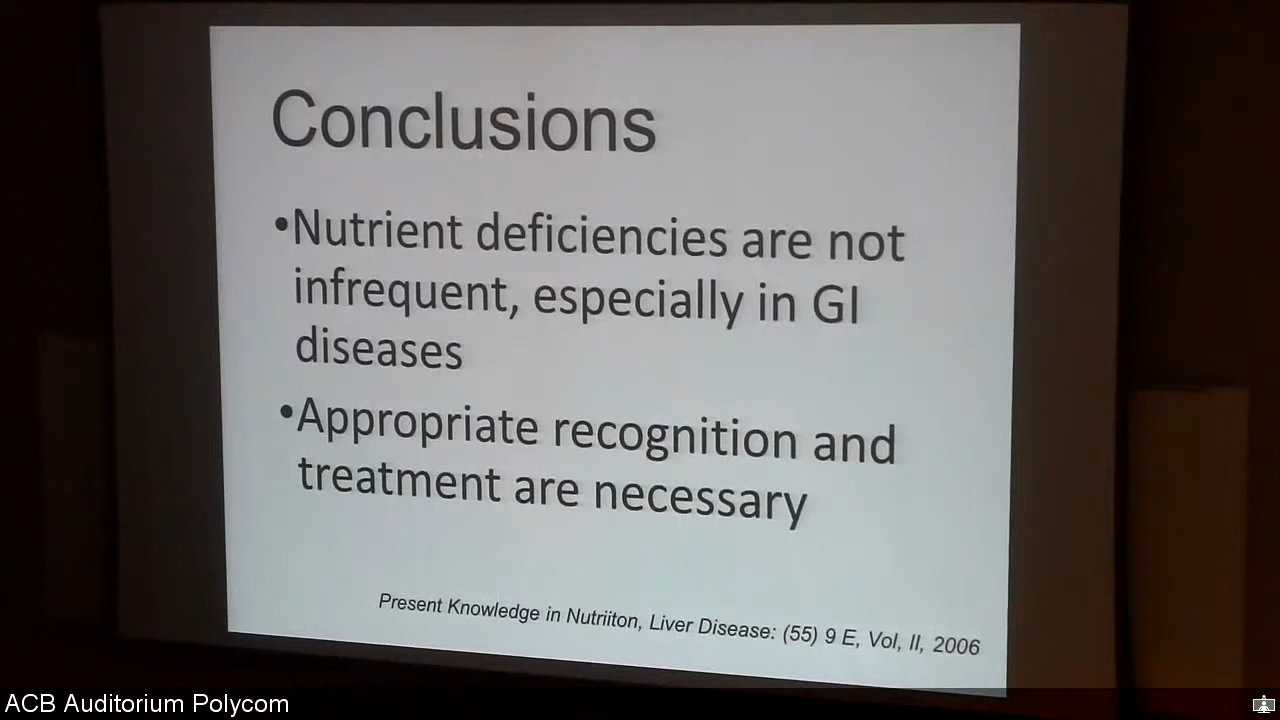 Conclusions
•Nutrient deficiencies are not
infrequent, especially in GI
diseases
•Appropriate recognition and
treatment are necessary
Present Knowledge in Nutriiton, Liver Disease: (55) 9 E, Vol, II, 2006
ACB Auditorium Polycom